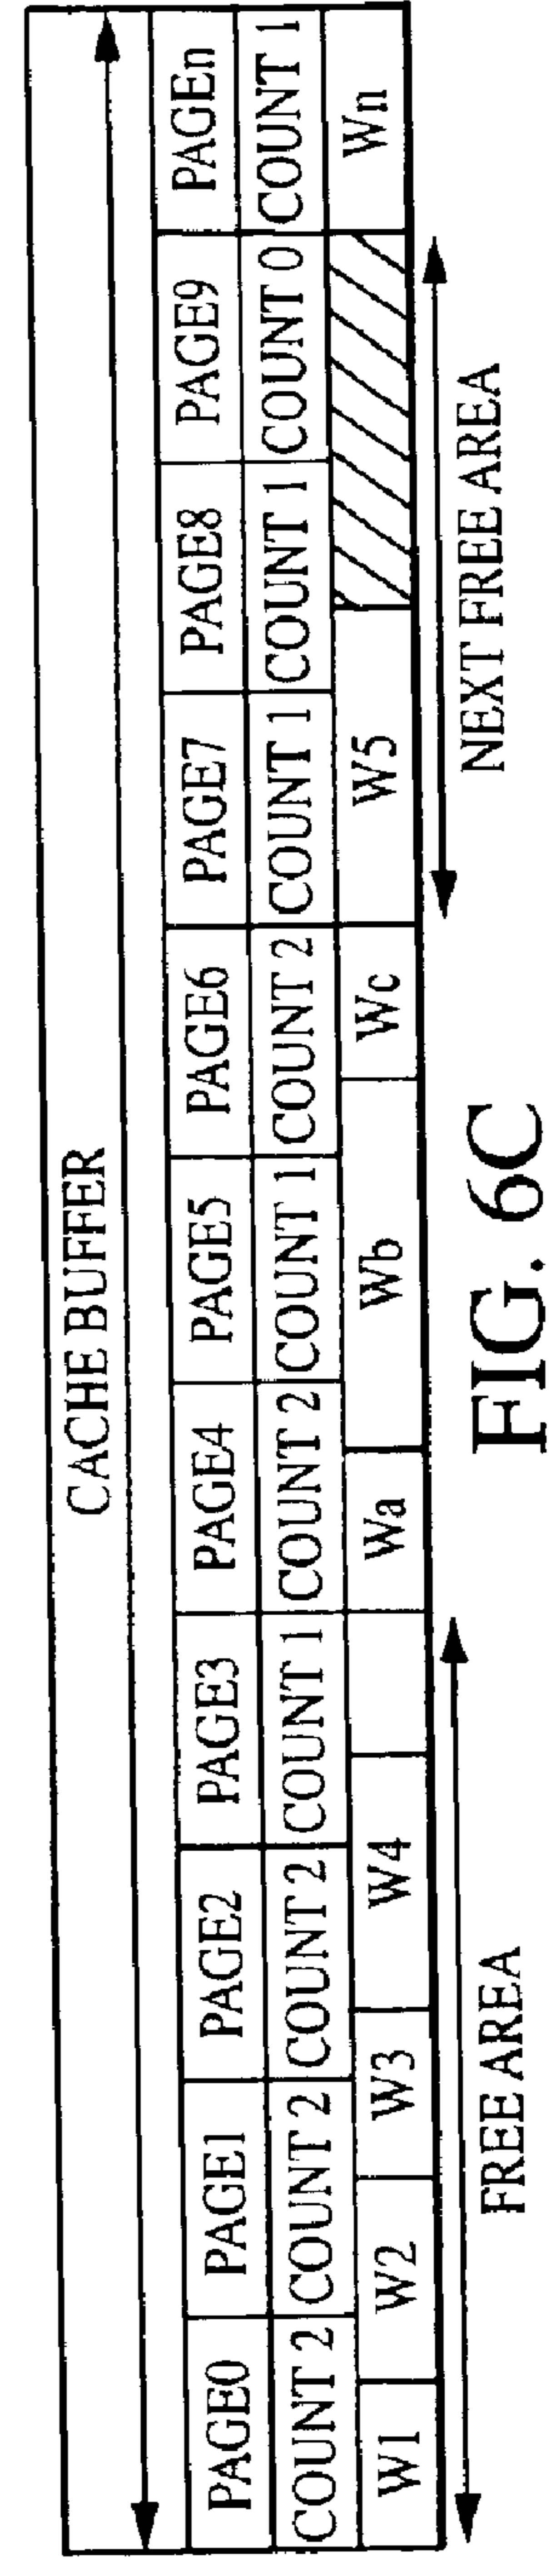 CACHE BUFFER
PAGE0 PAGE1 PAGE2 PAGE3 PAGE4 PAGE5 PAGE6 PAGE7 PAGE8 PAGE9 PAGEn
COUNT 2 COUNT 2 COUNT 2 COUNT 1 COUNT 2 COUNT 1 COUNT 2 COUNT 1 COUNT 1 COUNT 0 COUNT 1
W1 W2 W3 W4 Wa Wb Wc W5 Wn
FREE AREA NEXT FREE AREA
FIG. 6C